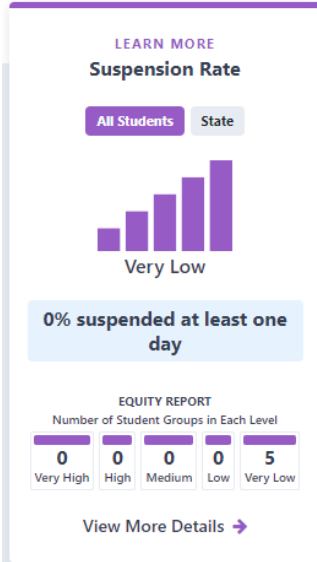 LEARN MORE
Suspension Rate
All Students State
Very Low
0% suspended at least one
day
EQUITY REPORT
Number of Student Groups in Each Level
0 0 0 0 5
Very High High Medium Low Very Low
View More Details →